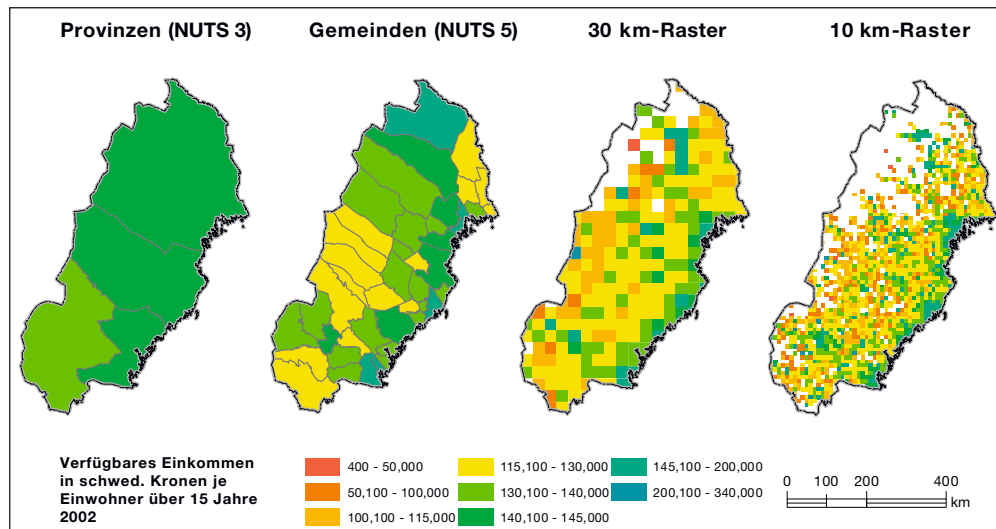 Provinzen (NUTS 3)
Gemeinden (NUTS 5)
30 km-Raster
10 km-Raster
Verfügbares Einkommen
in schwed. Kronen je
Einwohner über 15 Jahre
2002
400 - 50,000
50,100 - 100,000
100,100 - 115,000
115,100 - 130,000
130,100 - 140,000
140,100 - 145,000
145,100 - 200,000
200,100 - 340,000
0 200 400
km